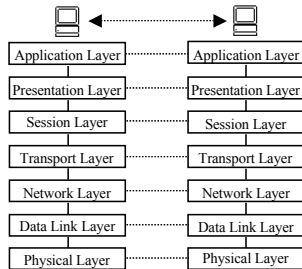 Application Layer Application Layer
Presentation Layer Presentation Layer
Session Layer Session Layer
Transport Layer Transport Layer
Network Layer Network Layer
Data Link Layer Data Link Layer
Physical Layer Physical Layer